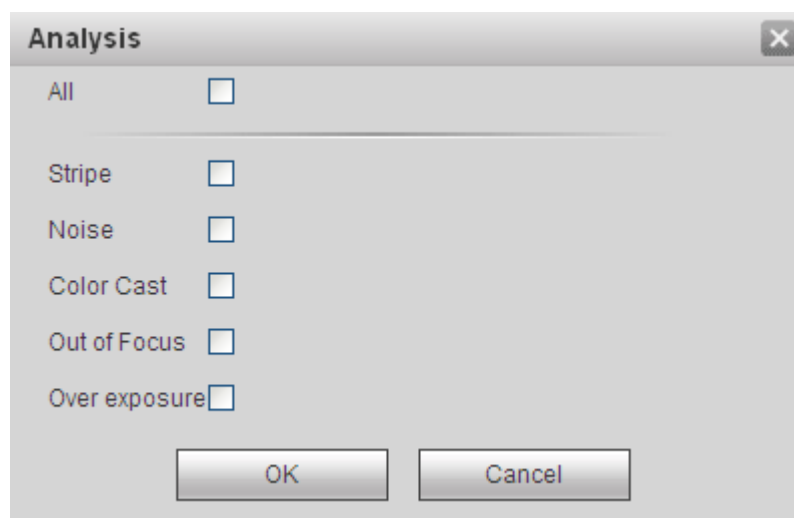 Analysis
All
Stripe
Noise
Color Cast
Out of Focus
Over exposure
OK Cancel